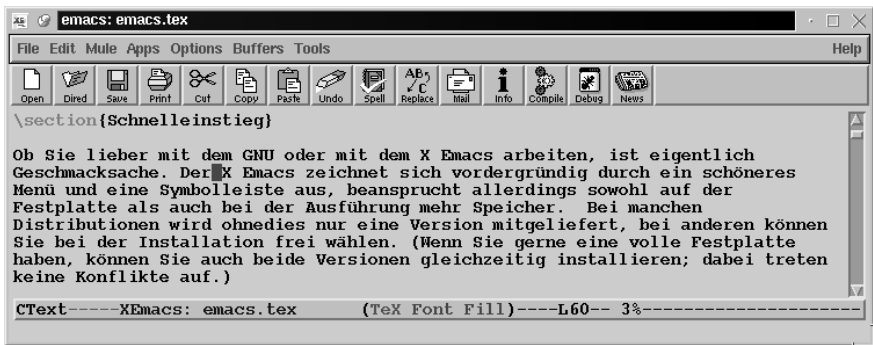 emacs: emacs.tex
File Edit Mule Apps Options Buffers Tools Help
Open Dired Save Print Cut Copy Paste Undo Spell Replace Mail Info Compile Debug News
\section{Schnelleinstieg}
Ob Sie lieber mit dem GNU oder mit dem X Emacs arbeiten, ist eigentlich
Geschmacksache. Der X Emacs zeichnet sich vordergründig durch ein schöneres
Menü und eine Symbolleiste aus, beansprucht allerdings sowohl auf der
Festplatte als auch bei der Ausführung mehr Speicher.  Bei manchen
Distributionen wird ohnedies nur eine Version mitgeliefert, bei anderen können
Sie bei der Installation frei wählen. (Wenn Sie gerne eine volle Festplatte
haben, können Sie auch beide Versionen gleichzeitig installieren; dabei treten
keine Konflikte auf.)
CText-----XEmacs: emacs.tex      (TeX Font Fill)----L60-- 3%----------------------